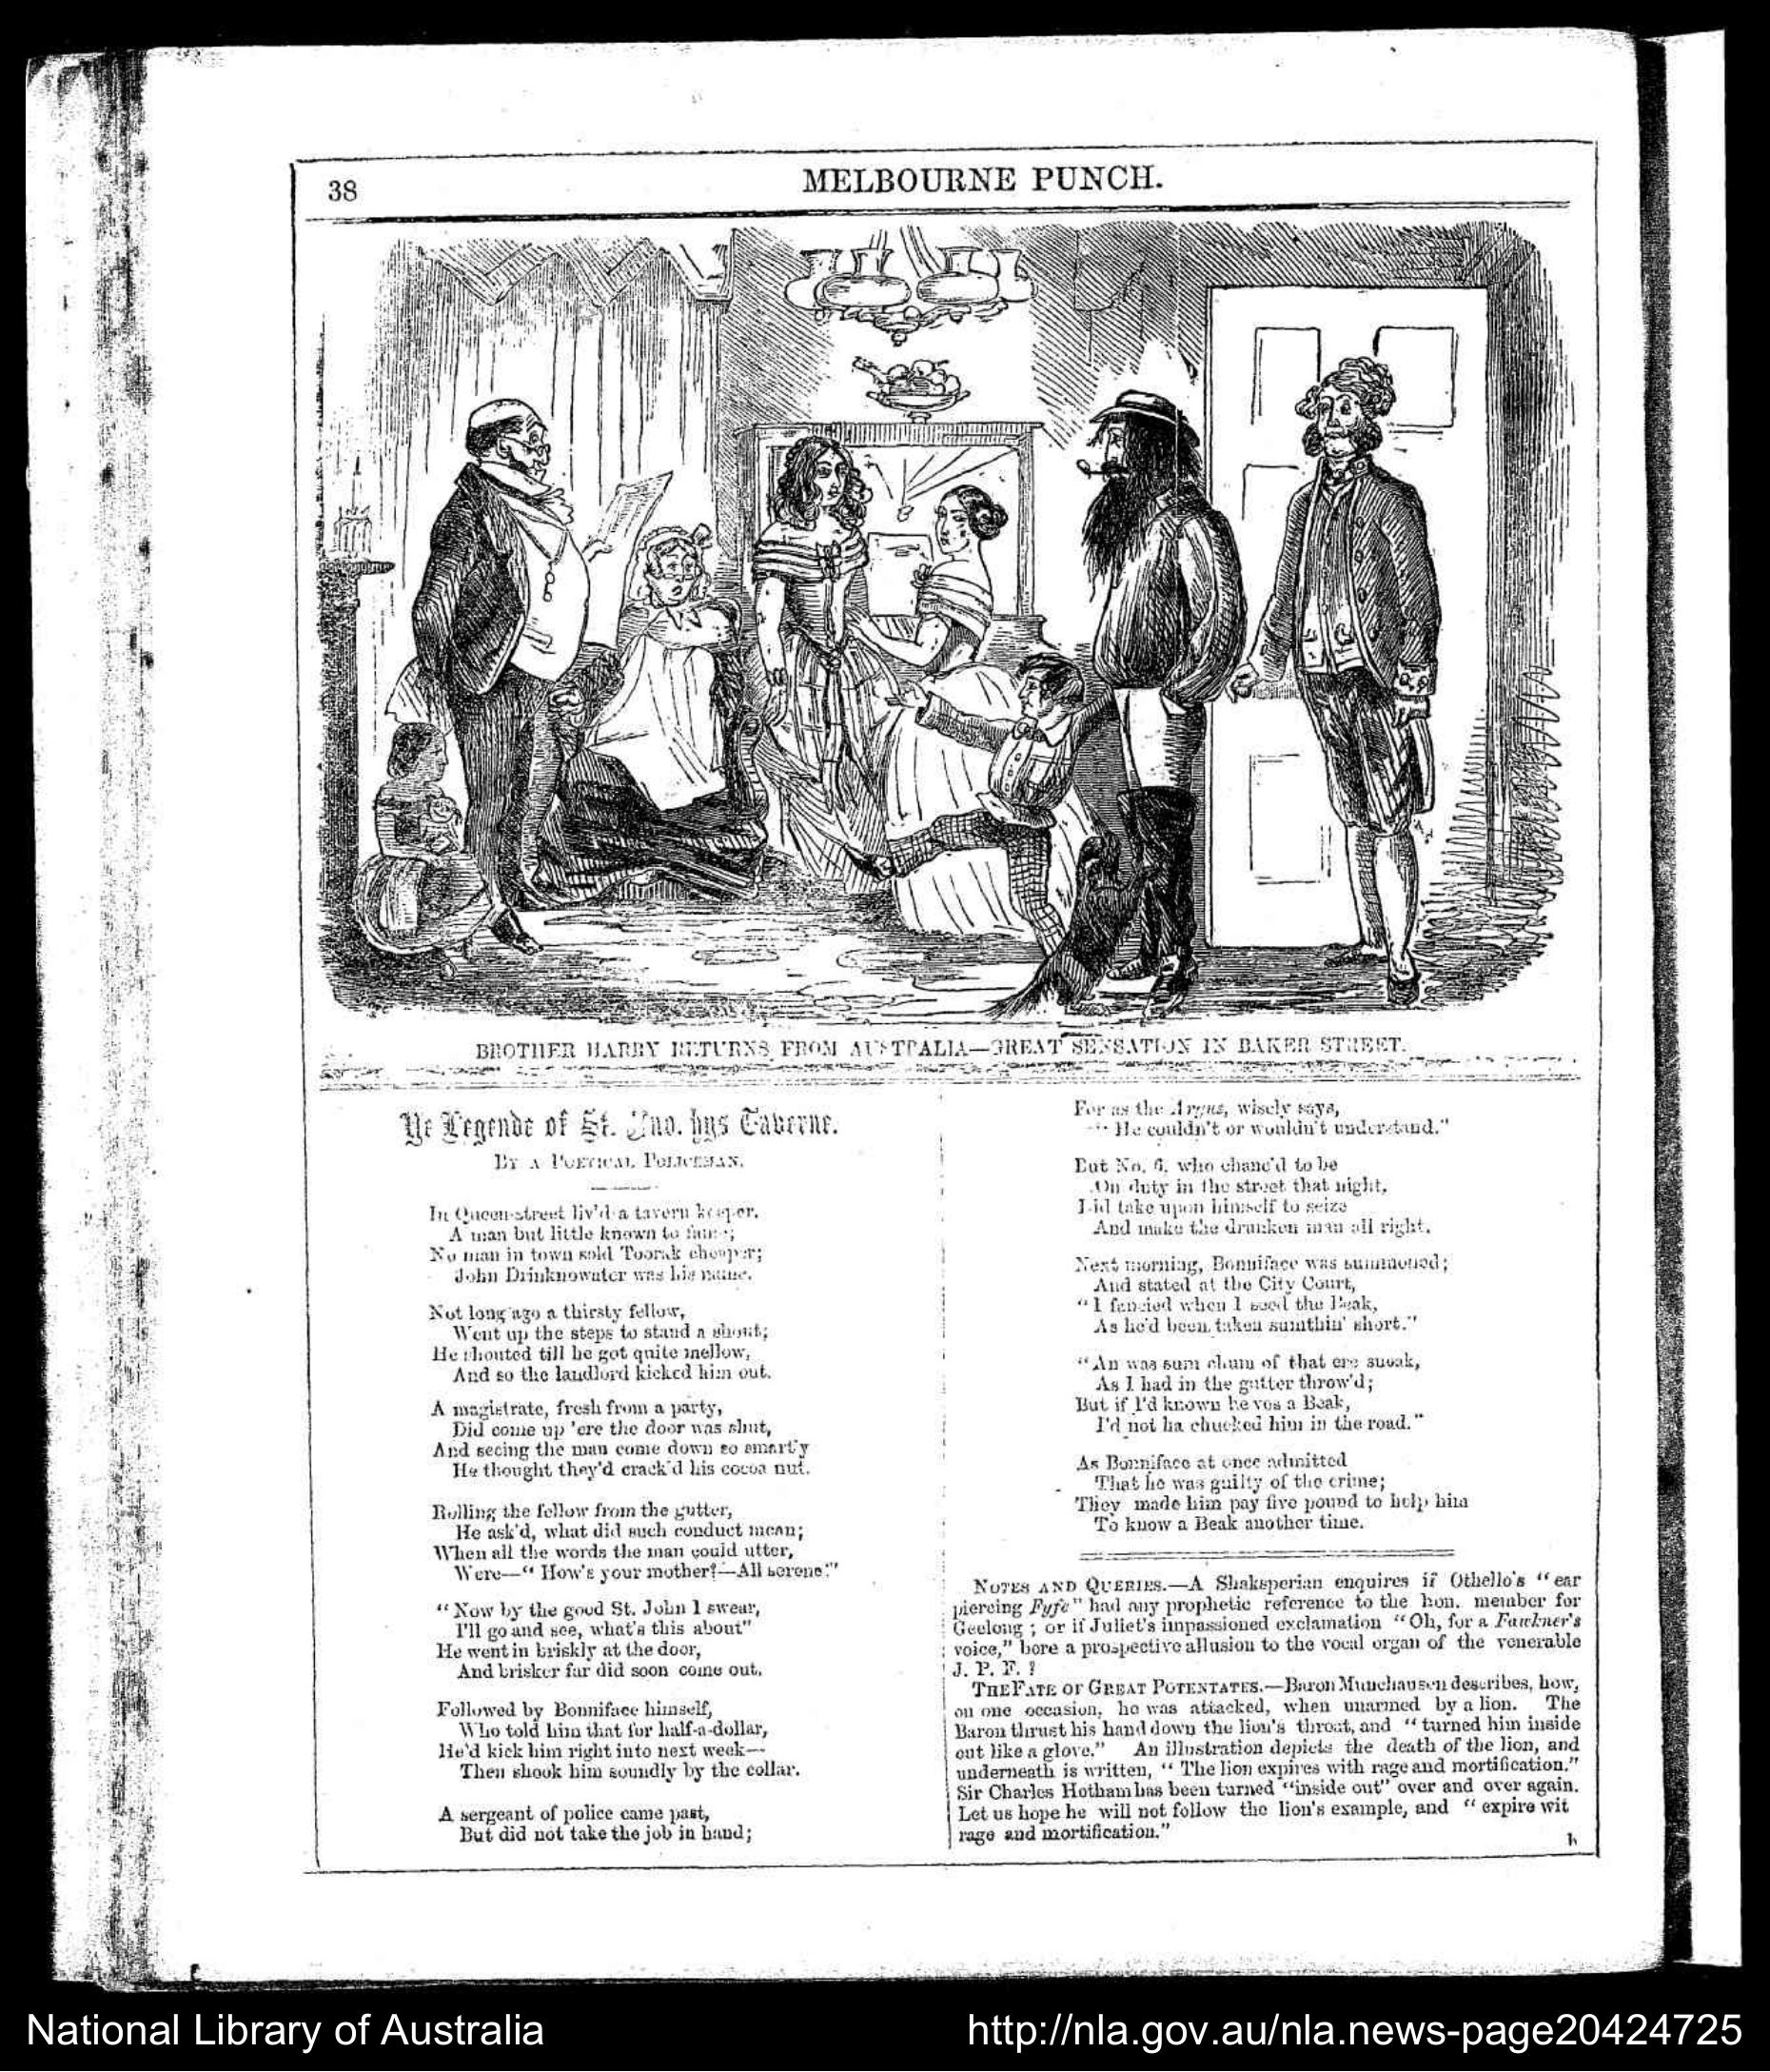 38
MELBOURNE PUNCH.
BROTHER HARRY RETURNS FROM AUSTRALIA—GREAT SENSATION IN BAKER STREET.
Ye Legende of St. Jno. hys Taverne.
BY A POETICAL POLICEMAN.
In Queen-street liv'd a tavern keeper,
A man but little known to fame;
No man in town sold Toorak cheaper;
John Drinknowater was his name.
Not long ago a thirsty fellow,
Went up the steps to stand a shout;
He shouted till he got quite mellow,
And so the landlord kicked him out.
A magistrate, fresh from a party,
Did come up 'ere the door was shut,
And seeing the man come down so smart'y
He thought they'd crack'd his cocoa nut.
Rolling the fellow from the gutter,
He ask'd, what did such conduct mean;
When all the words the man could utter,
Were—" How's your mother?—All serene!"
"Now by the good St. John I swear,
I'll go and see, what's this about"
He went in briskly at the door,
And brisker far did soon come out.
Followed by Bonniface himself,
Who told him that for half-a-dollar,
He'd kick him right into next week—
Then shook him soundly by the collar.
A sergeant of police came past,
But did not take the job in hand;
For as the Argus, wisely says,
" He couldn't or wouldn't understand."
But No. 6, who chanc'd to be
On duty in the street that night,
Did take upon himself to seize
And make the drunken man all right.
Next morning, Bonniface was summoned;
And stated at the City Court,
"I fancied when I seed the Beak,
As he'd been taken sumthin' short."
"An was sum chum of that ere sneak,
As I had in the gutter throw'd;
But if I'd known he vos a Beak,
I'd not ha chucked him in the road."
As Bonniface at once admitted
That he was guilty of the crime;
They made him pay five pound to help him
To know a Beak another time.
NOTES AND QUERIES.—A Shaksperian enquires if Othello's "ear
piercing Fyfe" had any prophetic reference to the hon. member for
Geelong ; or if Juliet's impassioned exclamation "Oh, for a Fawkner's
voice," bore a prospective allusion to the vocal organ of the venerable
J. P. F. ?
THE FATE OF GREAT POTENTATES.—Baron Munchausen describes, how,
on one occasion, he was attacked, when unarmed by a lion. The
Baron thrust his hand down the lion's throat, and "turned him inside
out like a glove." An illustration depicts the death of the lion, and
underneath is written, " The lion expires with rage and mortification."
Sir Charles Hotham has been turned "inside out" over and over again.
Let us hope he will not follow the lion's example, and "expire wit
rage and mortification."
h
National Library of Australia
http://nla.gov.au/nla.news-page20424725